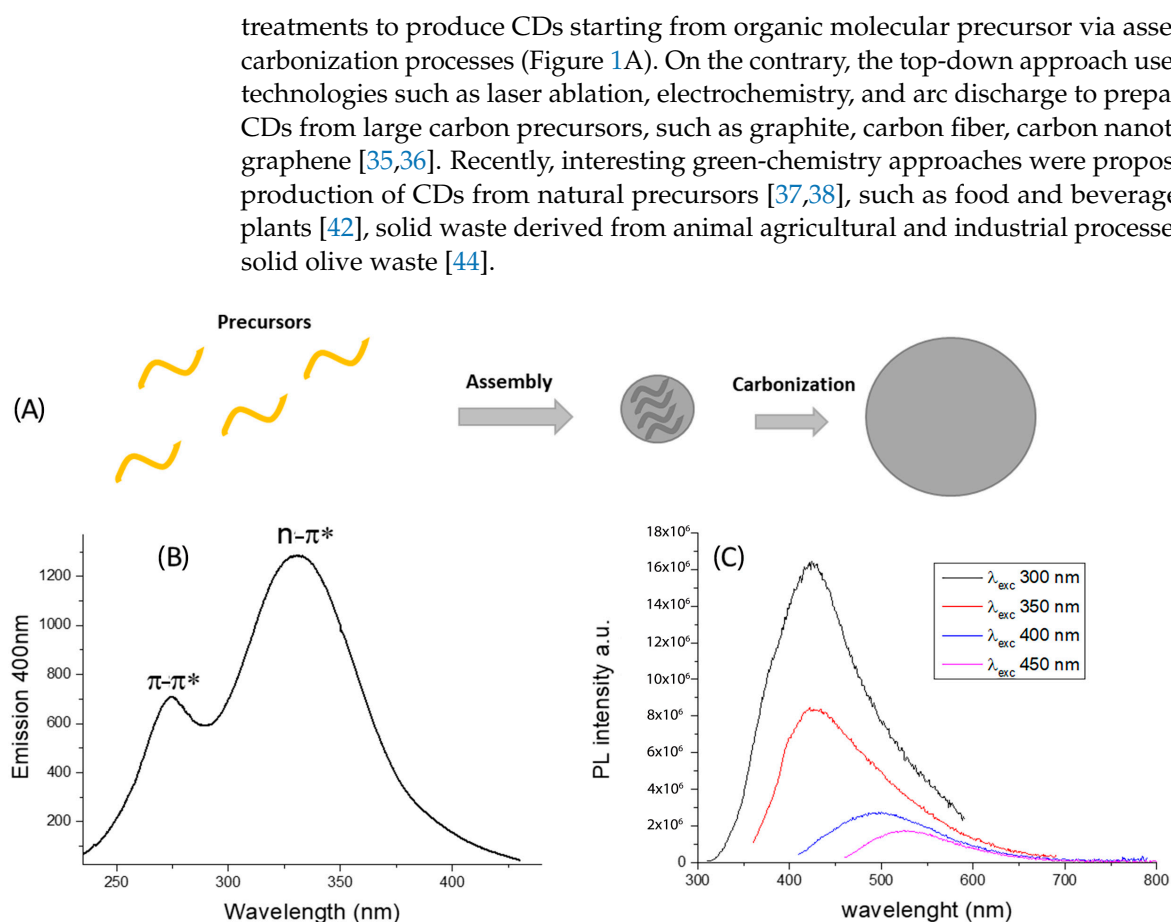 treatments to produce CDs starting from organic molecular precursor via asse
carbonization processes (Figure 1A). On the contrary, the top-down approach use
technologies such as laser ablation, electrochemistry, and arc discharge to prepa
CDs from large carbon precursors, such as graphite, carbon fiber, carbon nanot
graphene [35,36]. Recently, interesting green-chemistry approaches were propos
production of CDs from natural precursors [37,38], such as food and beverage
plants [42], solid waste derived from animal agricultural and industrial processe
solid olive waste [44].
Precursors
Assembly
Carbonization
(A)
(B)
n-π*
π-π*
Emission 400nm
1200
1000
800
600
400
200
250
300
350
400
Wavelength (nm)
(C)
PL intensity a.u.
18x10⁶
16x10⁶
14x10⁶
12x10⁶
10x10⁶
8x10⁶
6x10⁶
4x10⁶
2x10⁶
0
λexc 300 nm
λexc 350 nm
λexc 400 nm
λexc 450 nm
300
400
500
600
700
800
wavelenght (nm)